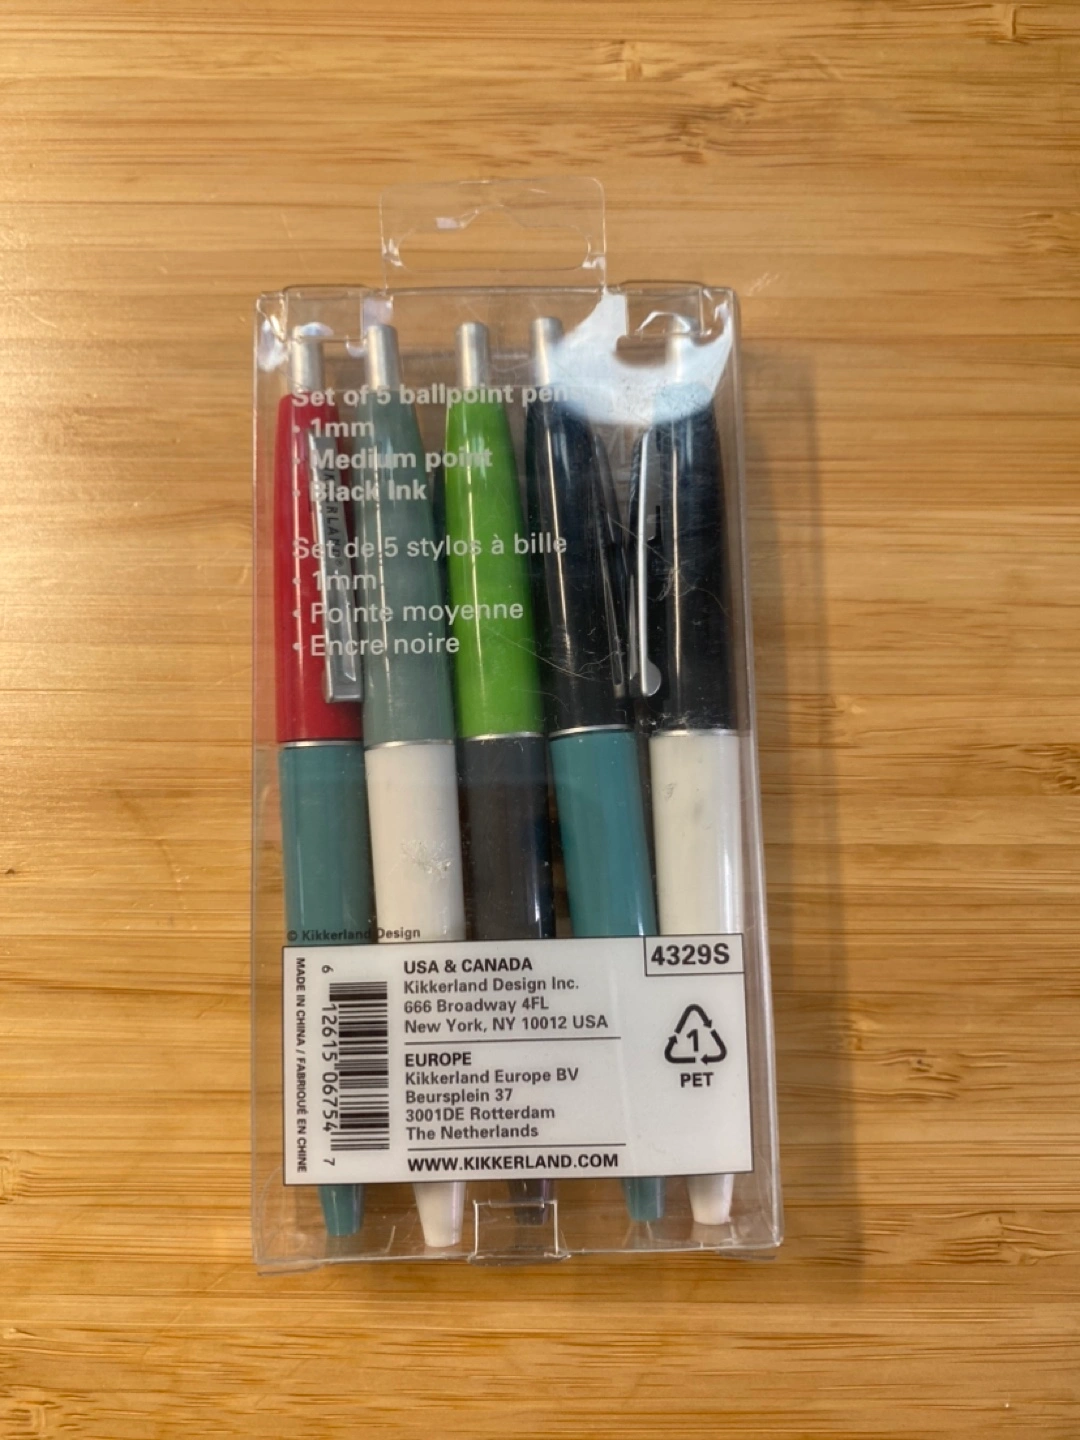 Set of 5 ballpoint pen
• 1mm
• Medium point
• Black Ink
Set de 5 stylos à bille
• 1mm
• Pointe moyenne
• Encre noire
KERLAND
© Kikkerland Design
4329S
MADE IN CHINA / FABRIQUÉ EN CHINE
6 12615 06754 7
USA & CANADA
Kikkerland Design Inc.
666 Broadway 4FL
New York, NY 10012 USA
EUROPE
Kikkerland Europe BV
Beursplein 37
3001DE Rotterdam
The Netherlands
WWW.KIKKERLAND.COM
1
PET